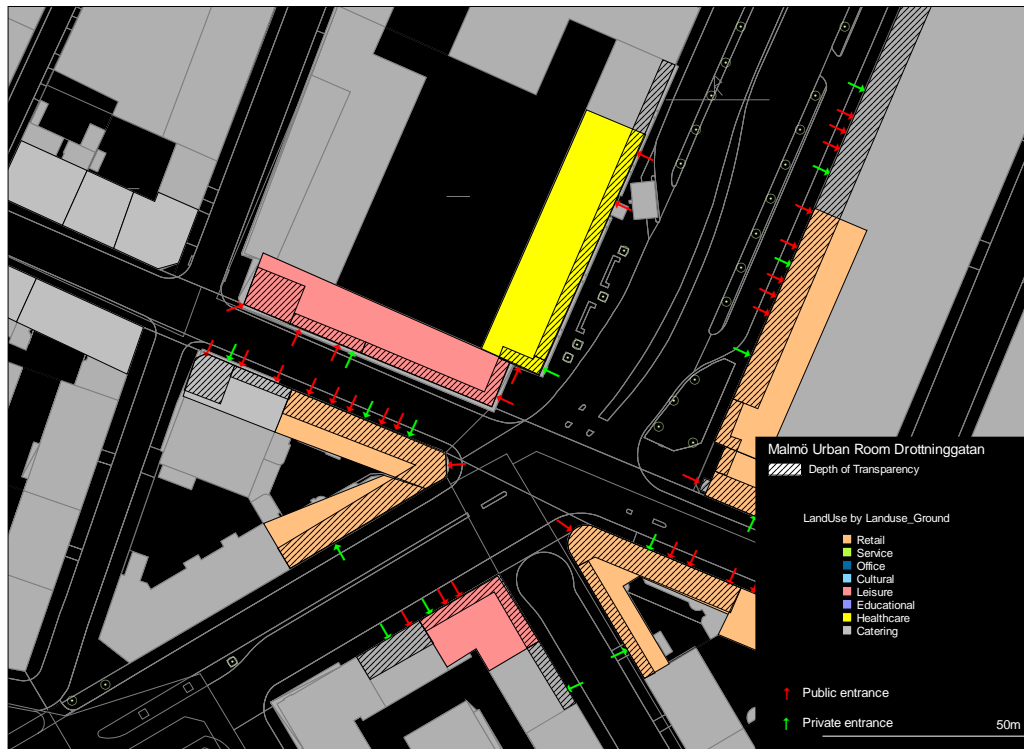 Malmö Urban Room Drottninggatan
Depth of Transparency
LandUse by Landuse_Ground
Retail
Service
Office
Cultural
Leisure
Educational
Healthcare
Catering
Public entrance
Private entrance
50m